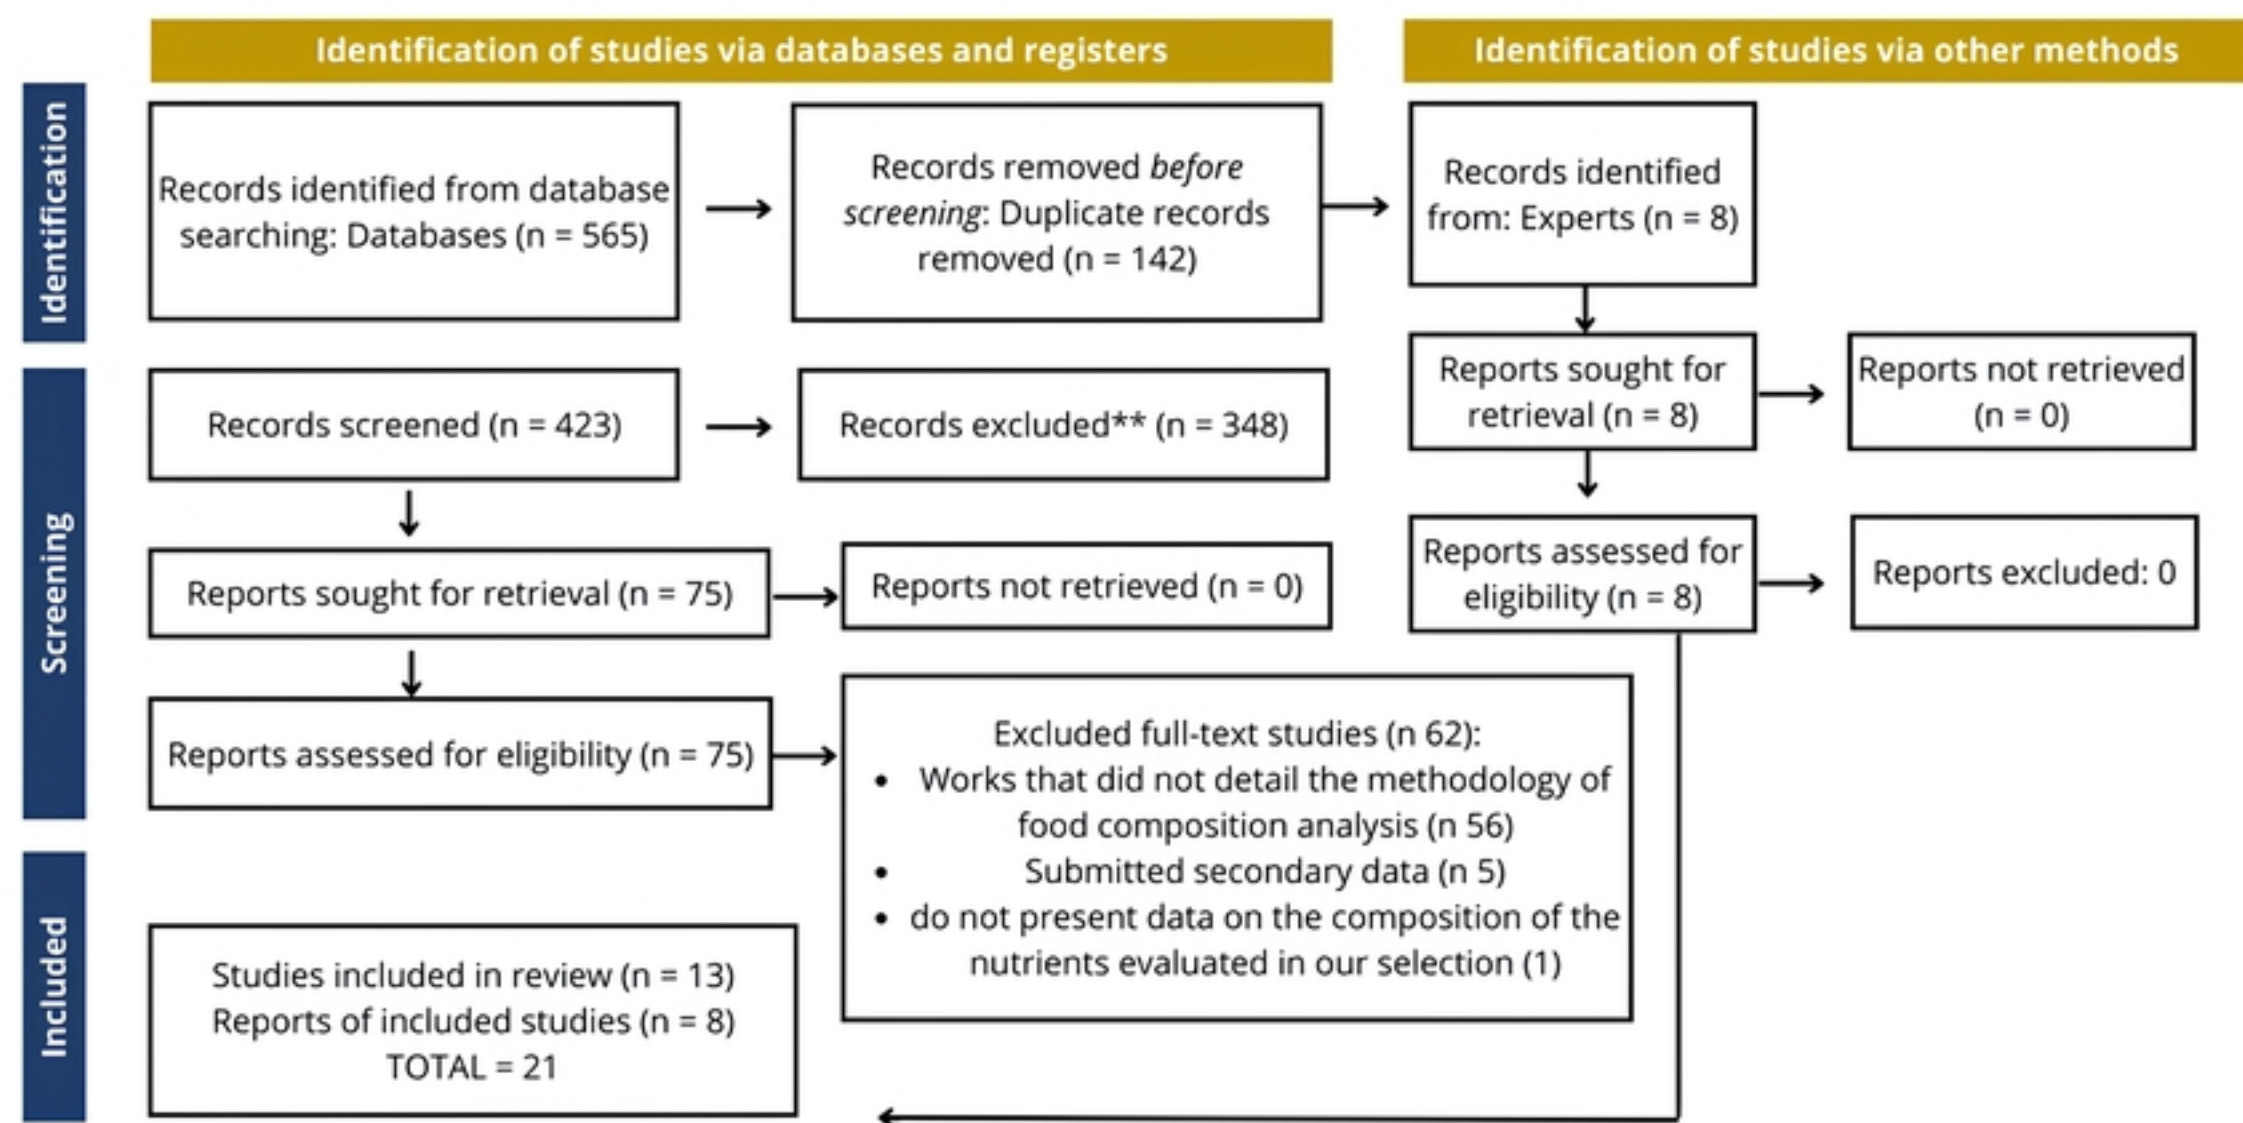 Identification of studies via databases and registers
Identification of studies via other methods
Identification
Records identified from database
searching: Databases (n = 565)
Records removed before
screening: Duplicate records
removed (n = 142)
Records identified
from: Experts (n = 8)
Reports sought for
retrieval (n = 8)
Reports not retrieved
(n = 0)
Screening
Records screened (n = 423)
Records excluded** (n = 348)
Reports sought for retrieval (n = 75)
Reports not retrieved (n = 0)
Reports assessed for
eligibility (n = 8)
Reports excluded: 0
Reports assessed for eligibility (n = 75)
Excluded full-text studies (n 62):
• Works that did not detail the methodology of
food composition analysis (n 56)
• Submitted secondary data (n 5)
• do not present data on the composition of the
nutrients evaluated in our selection (1)
Included
Studies included in review (n = 13)
Reports of included studies (n = 8)
TOTAL = 21